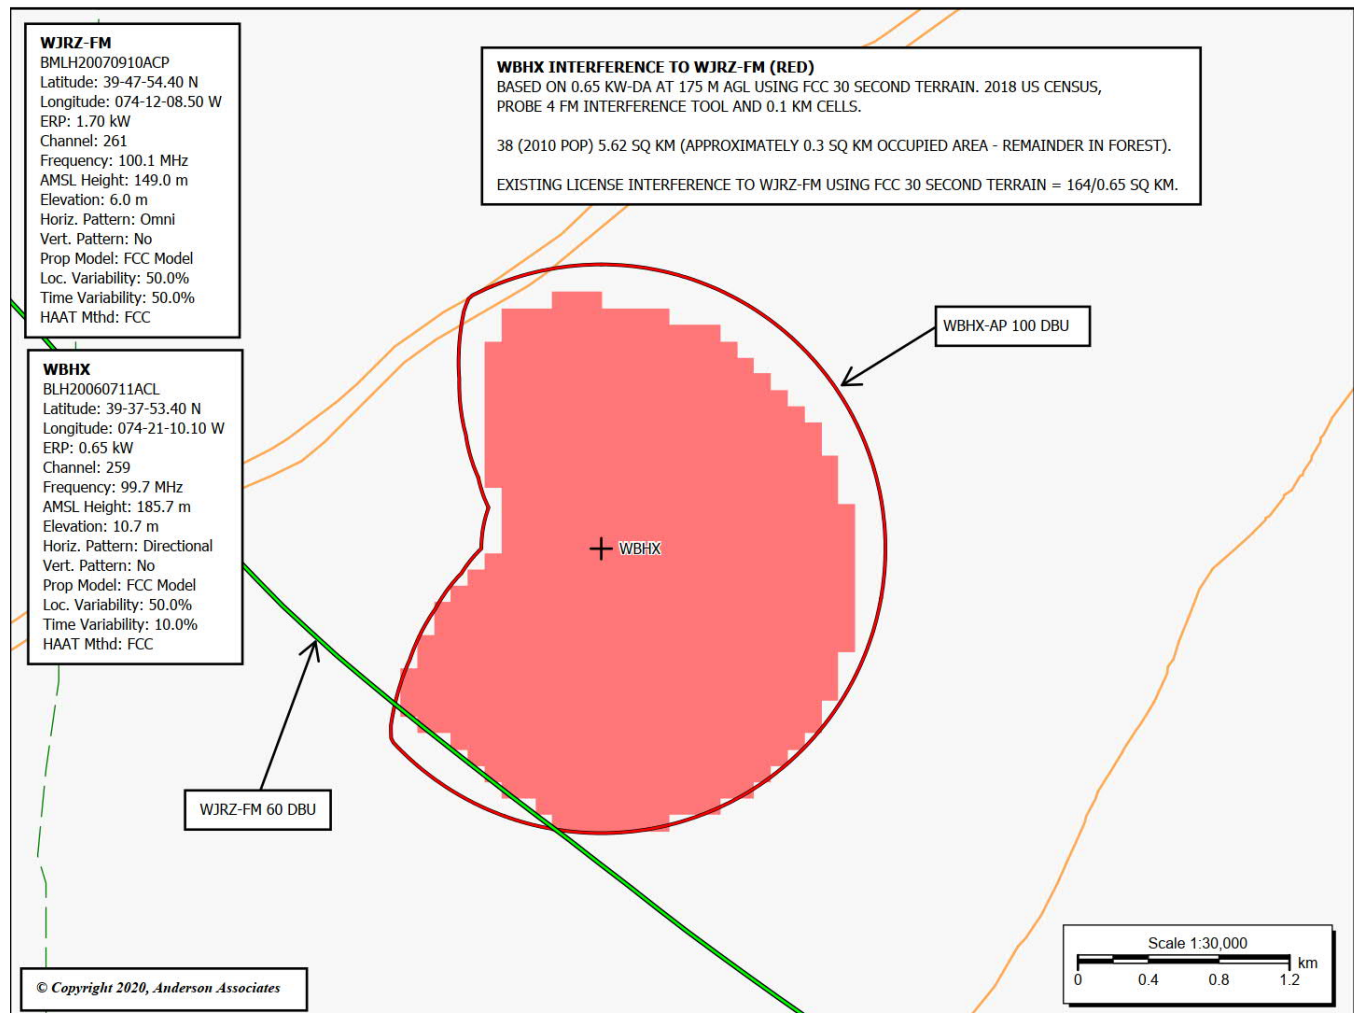 WJRZ-FM
BMLH20070910ACP
Latitude: 39-47-54.40 N
Longitude: 074-12-08.50 W
ERP: 1.70 kW
Channel: 261
Frequency: 100.1 MHz
AMSL Height: 149.0 m
Elevation: 6.0 m
Horiz. Pattern: Omni
Vert. Pattern: No
Prop Model: FCC Model
Loc. Variability: 50.0%
Time Variability: 50.0%
HAAT Mthd: FCC
WBHX INTERFERENCE TO WJRZ-FM (RED)
BASED ON 0.65 KW-DA AT 175 M AGL USING FCC 30 SECOND TERRAIN. 2018 US CENSUS,
PROBE 4 FM INTERFERENCE TOOL AND 0.1 KM CELLS.
38 (2010 POP) 5.62 SQ KM (APPROXIMATELY 0.3 SQ KM OCCUPIED AREA - REMAINDER IN FOREST).
EXISTING LICENSE INTERFERENCE TO WJRZ-FM USING FCC 30 SECOND TERRAIN = 164/0.65 SQ KM.
WBHX-AP 100 DBU
WBHX
BLH20060711ACL
Latitude: 39-37-53.40 N
Longitude: 074-21-10.10 W
ERP: 0.65 kW
Channel: 259
Frequency: 99.7 MHz
AMSL Height: 185.7 m
Elevation: 10.7 m
Horiz. Pattern: Directional
Vert. Pattern: No
Prop Model: FCC Model
Loc. Variability: 50.0%
Time Variability: 10.0%
HAAT Mthd: FCC
WBHX
WJRZ-FM 60 DBU
Scale 1:30,000
km
0 0.4 0.8 1.2
© Copyright 2020, Anderson Associates